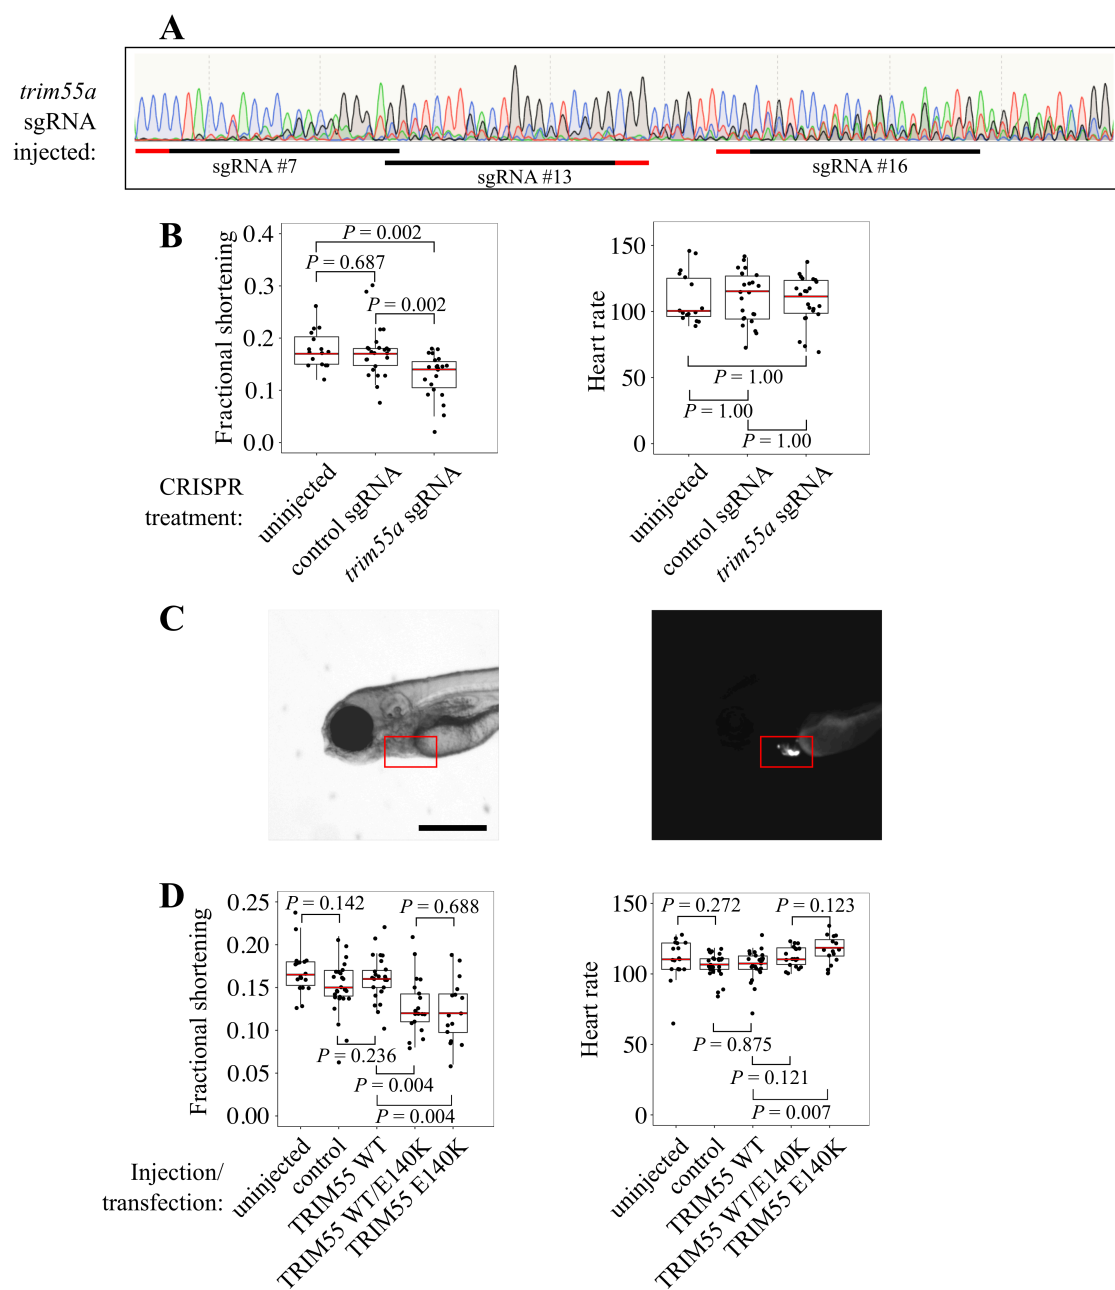 A
trim55a
sgRNA
injected:
sgRNA #7
sgRNA #13
sgRNA #16
B
Fractional shortening
0.4
0.3
0.2
0.1
0.0
P = 0.002
P = 0.687
P = 0.002
Heart rate
150
100
50
0
P = 1.00
P = 1.00
P = 1.00
CRISPR
treatment:
uninjected
control sgRNA
trim55a sgRNA
uninjected
control sgRNA
trim55a sgRNA
C
D
Fractional shortening
0.25
0.20
0.15
0.10
0.05
0.00
P = 0.142
P = 0.688
P = 0.236
P = 0.004
P = 0.004
Heart rate
150
100
50
0
P = 0.272
P = 0.123
P = 0.875
P = 0.121
P = 0.007
Injection/
transfection:
uninjected
control
TRIM55 WT
TRIM55 WT/E140K
TRIM55 E140K
uninjected
control
TRIM55 WT
TRIM55 WT/E140K
TRIM55 E140K